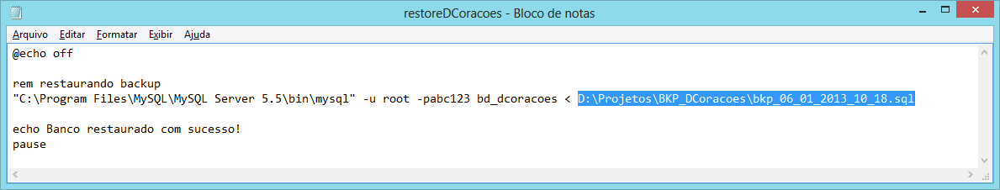 restoreDCoracoes - Bloco de notas
Arquivo Editar Formatar Exibir Ajuda
@echo off
rem restaurando backup
"C:\Program Files\MySQL\MySQL Server 5.5\bin\mysql" -u root -pabc123 bd_dcoracoes < D:\Projetos\BKP_DCoracoes\bkp_06_01_2013_10_18.sql
echo Banco restaurado com sucesso!
pause